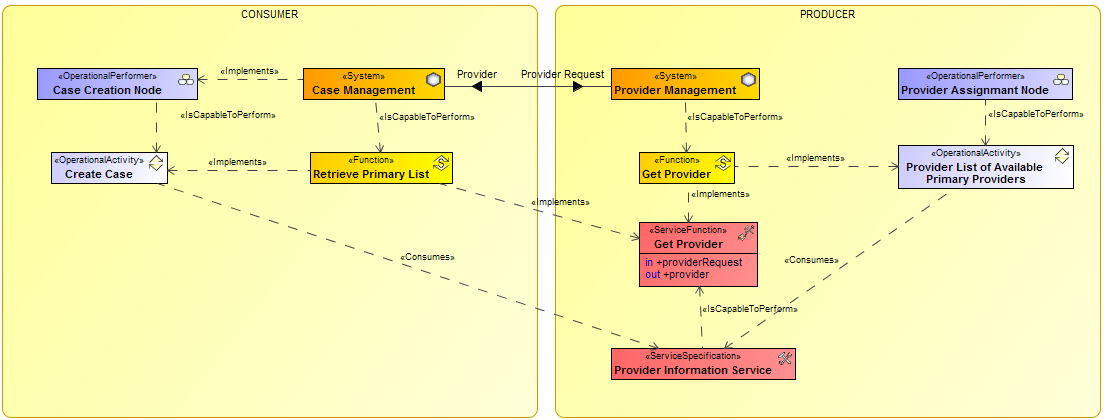 CONSUMER
«OperationalPerformer»
Case Creation Node
«Implements»
«System»
Case Management
Provider
«IsCapableToPerform»
«IsCapableToPerform»
«OperationalActivity»
Create Case
«Implements»
«Function»
Retrieve Primary List
«Implements»
«Consumes»
PRODUCER
Provider Request
«System»
Provider Management
«OperationalPerformer»
Provider Assignmant Node
«IsCapableToPerform»
«IsCapableToPerform»
«Function»
Get Provider
«Implements»
«OperationalActivity»
Provider List of Available
Primary Providers
«Implements»
«ServiceFunction»
Get Provider
in +providerRequest
out +provider
«Consumes»
«IsCapableToPerform»
«ServiceSpecification»
Provider Information Service